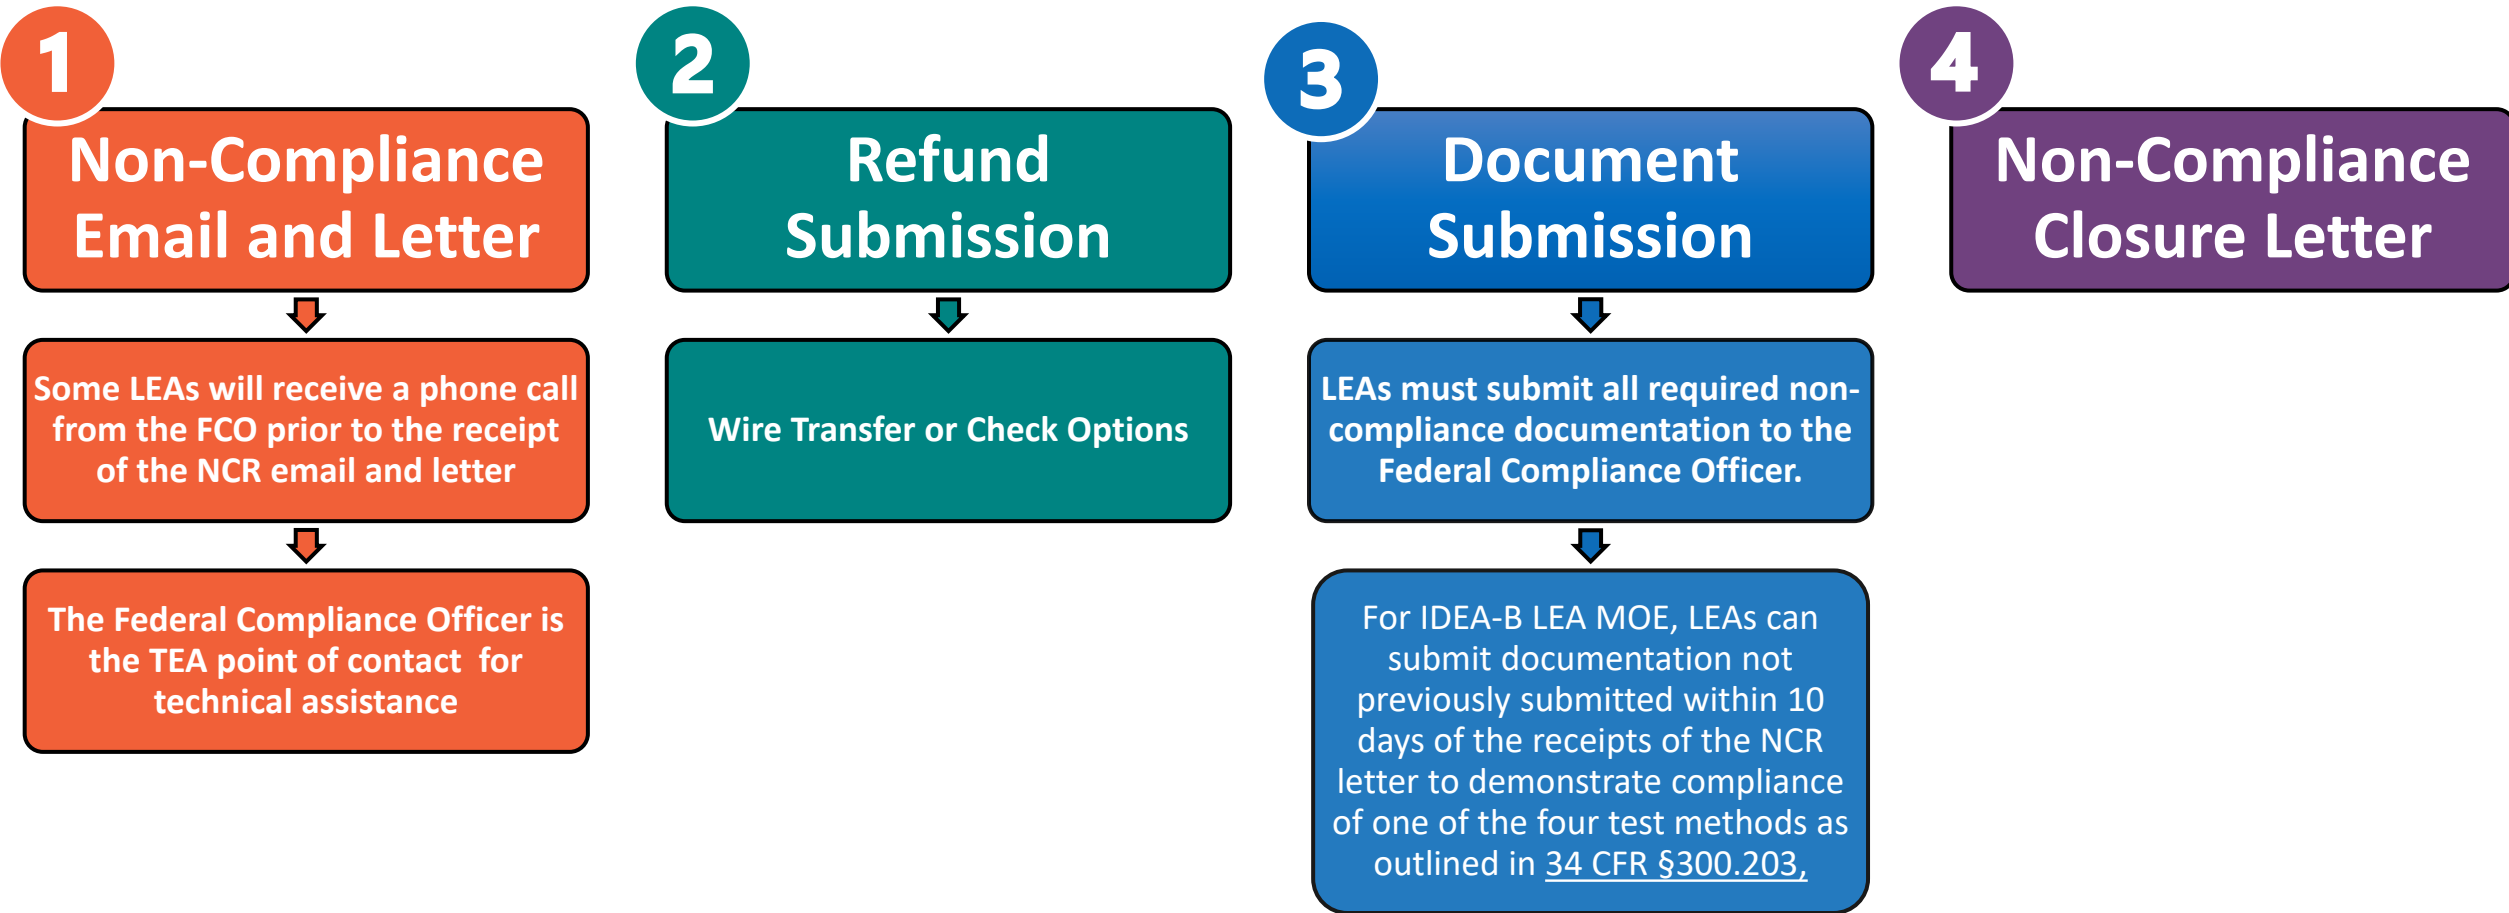 1
Non-Compliance
Email and Letter
Some LEAs will receive a phone call
from the FCO prior to the receipt
of the NCR email and letter
The Federal Compliance Officer is
the TEA point of contact for
technical assistance
2
Refund
Submission
Wire Transfer or Check Options
3
Document
Submission
LEAs must submit all required non-
compliance documentation to the
Federal Compliance Officer.
For IDEA-B LEA MOE, LEAs can
submit documentation not
previously submitted within 10
days of the receipts of the NCR
letter to demonstrate compliance
of one of the four test methods as
outlined in 34 CFR §300.203,
4
Non-Compliance
Closure Letter